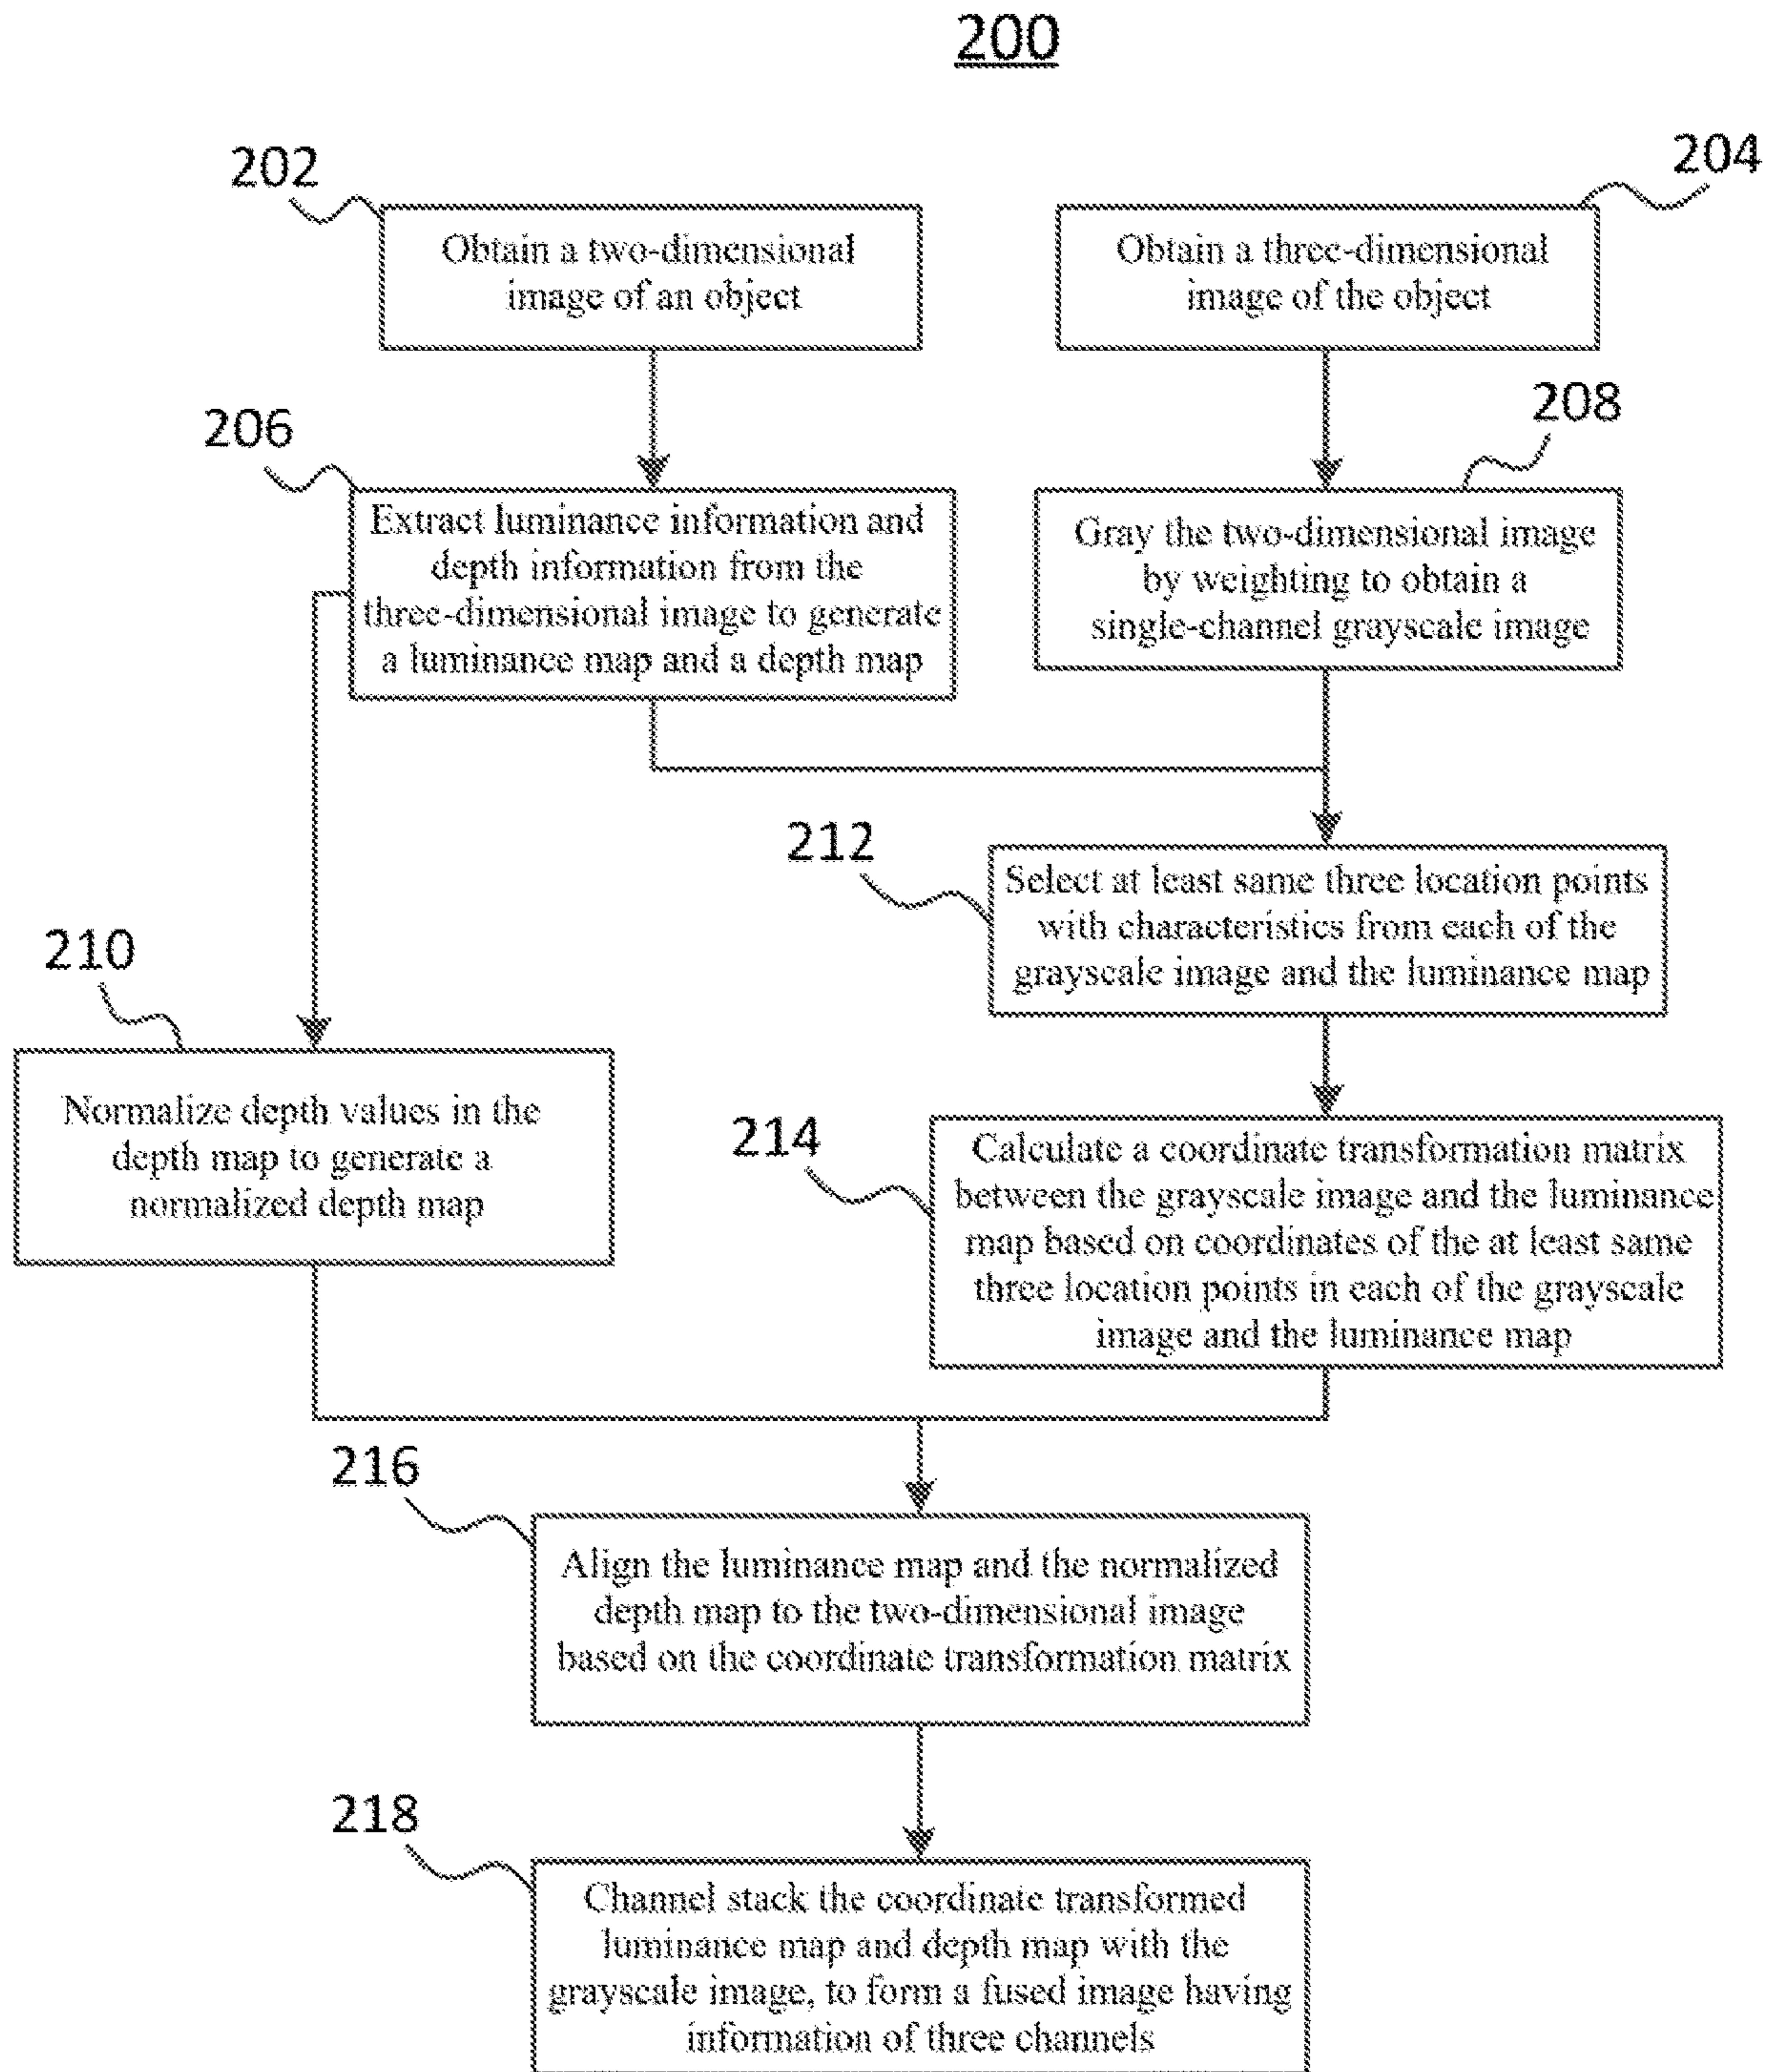 200
202
204
Obtain a two-dimensional
image of an object
Obtain a three-dimensional
image of the object
206
208
Extract luminance information and
depth information from the
three-dimensional image to generate
a luminance map and a depth map
Gray the two-dimensional image
by weighting to obtain a
single-channel grayscale image
212
Select at least same three location points
with characteristics from each of the
grayscale image and the luminance map
210
Normalize depth values in the
depth map to generate a
normalized depth map
214
Calculate a coordinate transformation matrix
between the grayscale image and the luminance
map based on coordinates of the at least same
three location points in each of the grayscale
image and the luminance map
216
Align the luminance map and the normalized
depth map to the two-dimensional image
based on the coordinate transformation matrix
218
Channel stack the coordinate transformed
luminance map and depth map with the
grayscale image, to form a fused image having
information of three channels